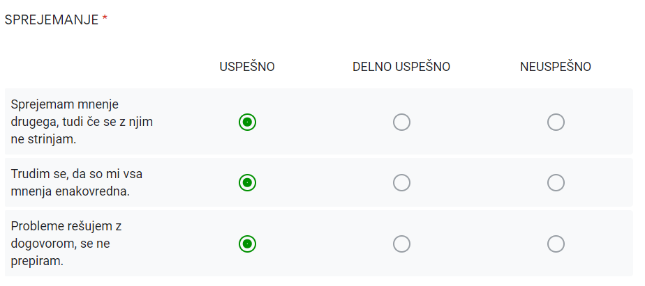 SPREJEMANJE *
USPEŠNO DELNO USPEŠNO NEUSPEŠNO
Sprejemam mnenje
drugega, tudi če se z njim
ne strinjam.
Trudim se, da so mi vsa
mnenja enakovredna.
Probleme rešujem z
dogovorom, se ne
prepiram.